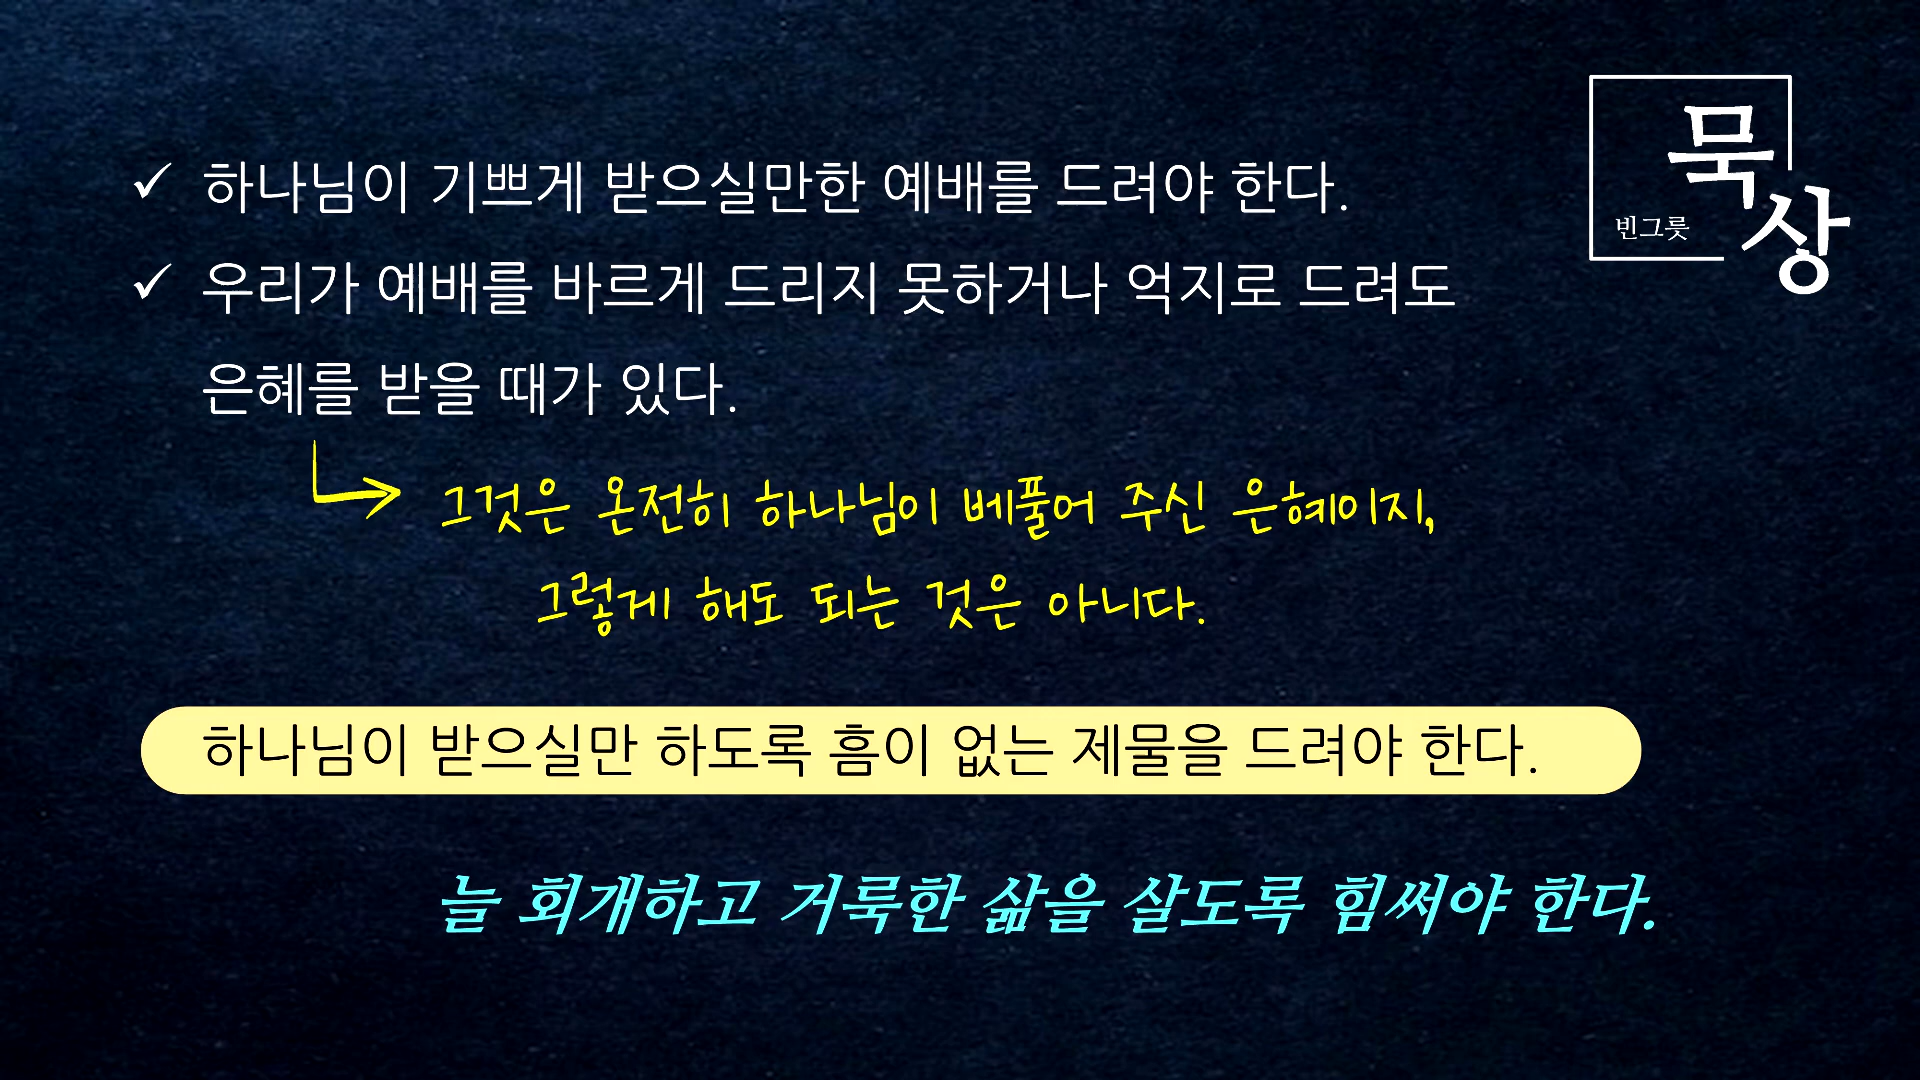 묵상
빈그릇
✓ 하나님이 기쁘게 받으실만한 예배를 드려야 한다.
✓ 우리가 예배를 바르게 드리지 못하거나 억지로 드려도
은혜를 받을 때가 있다.
그것은 온전히 하나님이 베풀어 주신 은혜이지,
그렇게 해도 되는 것은 아니다.
하나님이 받으실만 하도록 흠이 없는 제물을 드려야 한다.
늘 회개하고 거룩한 삶을 살도록 힘써야 한다.